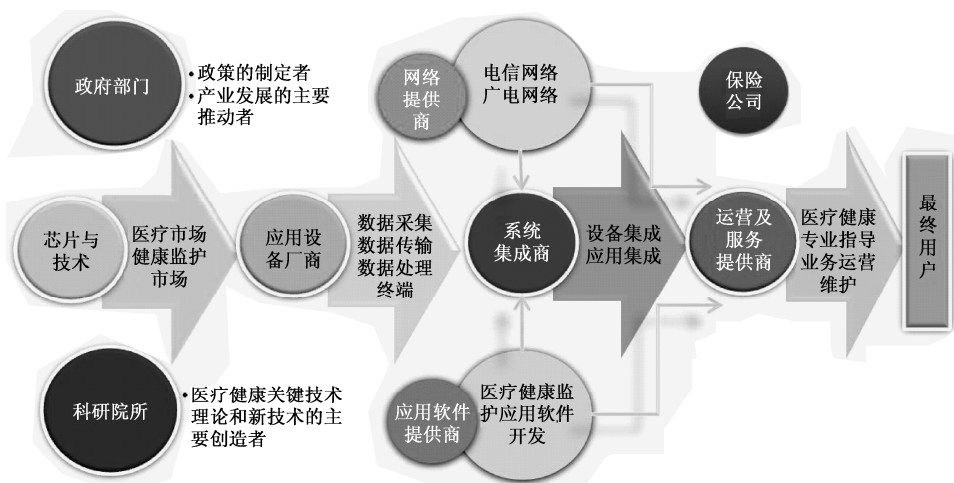 政府部门
•政策的制定者
•产业发展的主要
推动者
网络
提供
商
电信网络
广电网络
保险
公司
芯片与
技术
医疗市场
健康监护
市场
应用设
备厂商
数据采集
数据传输
数据处理
终端
系统
集成商
设备集成
应用集成
运营及
服务
提供商
医疗健康
专业指导
业务运营
维护
最
终
用
户
科研院所
•医疗健康关键技术
理论和新技术的主
要创造者
应用软件
提供商
医疗健康监
护应用软件
开发